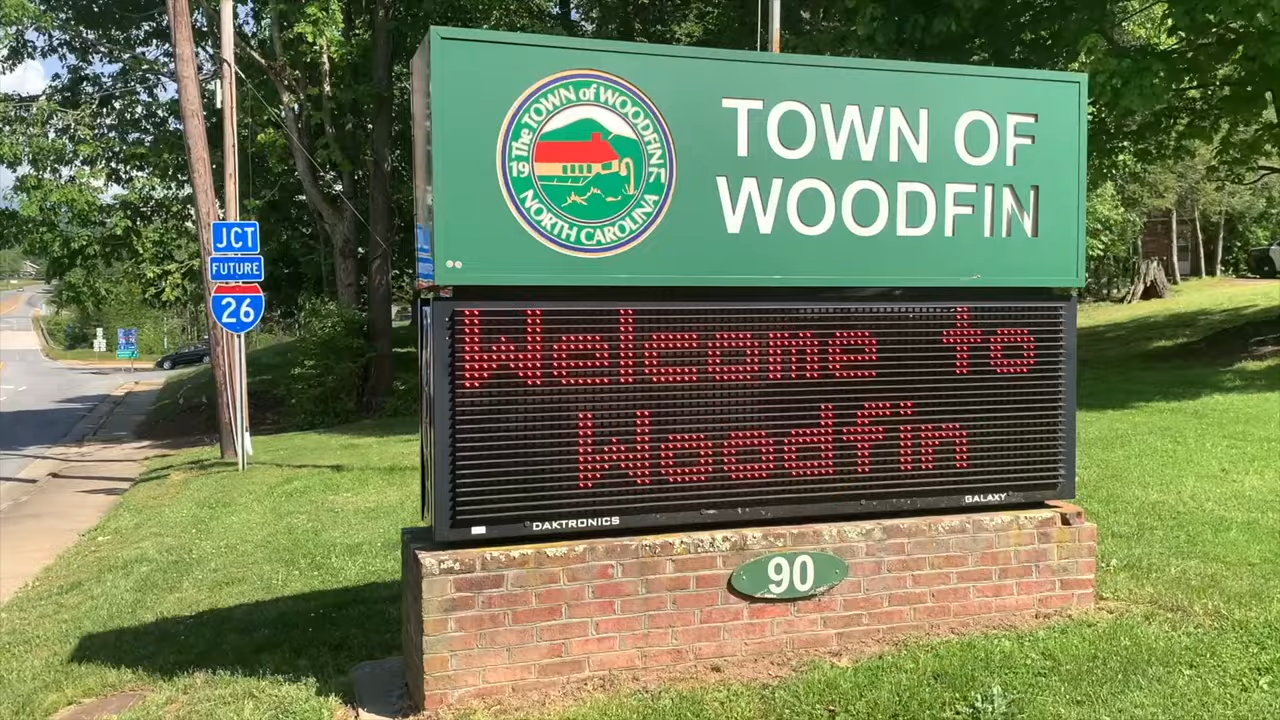 The TOWN of WOODFIN
19 71
NORTH CAROLINA
TOWN OF
WOODFIN
JCT
FUTURE
26
Welcome to
Woodfin
DAKTRONICS
GALAXY
90